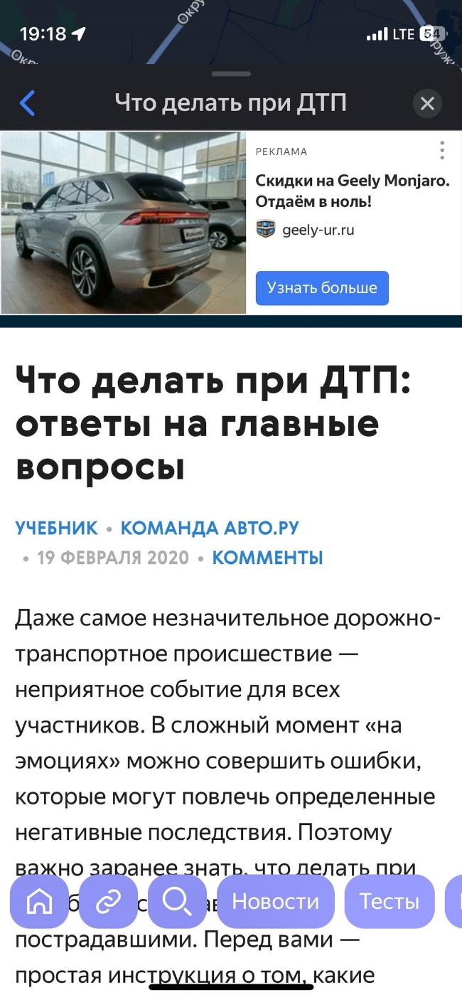 Окру
19:18
LTE 54
Окр
ружн
Что делать при ДТП
РЕКЛАМА
Скидки на Geely Monjaro.
Отдаём в ноль!
geely-ur.ru
Узнать больше
Что делать при ДТП:
ответы на главные
вопросы
УЧЕБНИК • КОМАНДА АВТО.РУ
• 19 ФЕВРАЛЯ 2020 • КОММЕНТЫ
Даже самое незначительное дорожно-
транспортное происшествие —
неприятное событие для всех
участников. В сложный момент «на
эмоциях» можно совершить ошибки,
которые могут повлечь определенные
негативные последствия. Поэтому
важно заранее знать, что делать при
Новости Тесты
пострадавшими. Перед вами —
простая инструкция о том, какие